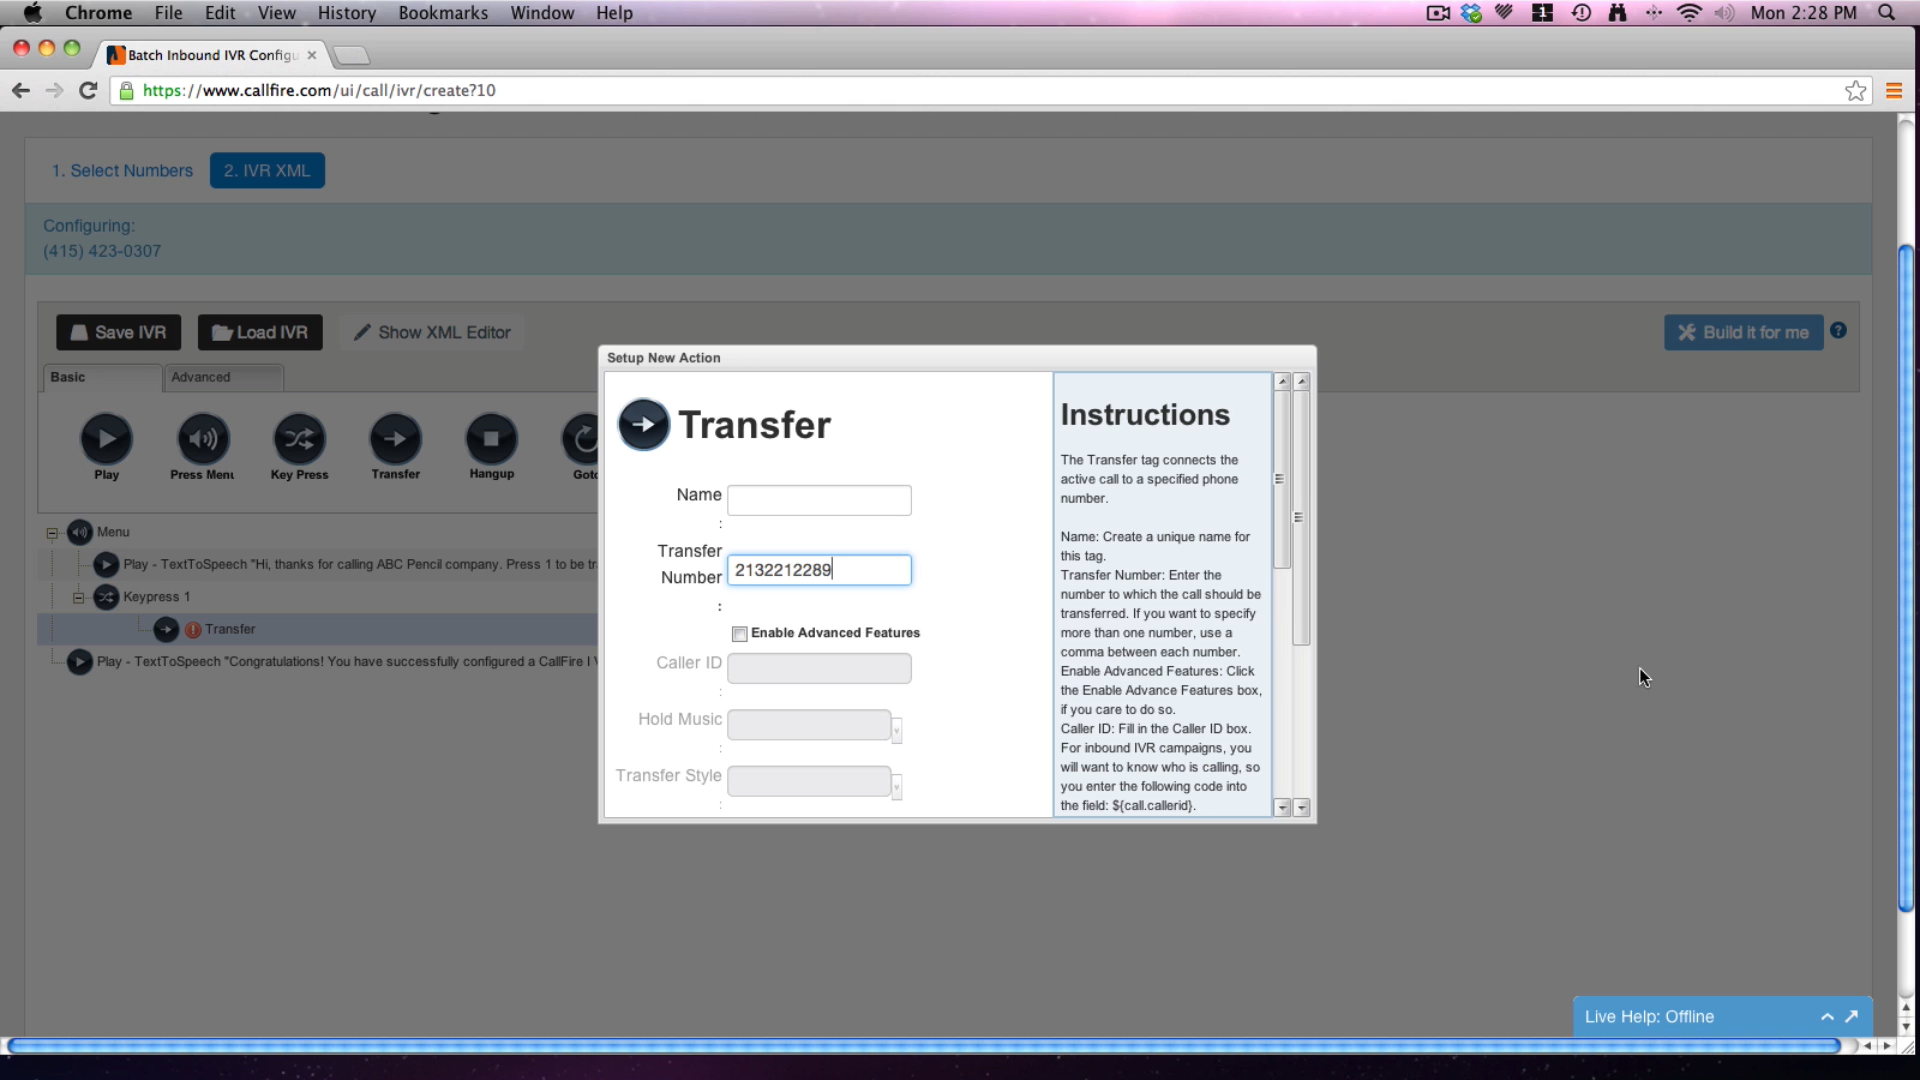 Chrome File Edit View History Bookmarks Window Help 1 Mon 2:28 PM
Batch Inbound IVR Configu
https://www.callfire.com/ui/call/ivr/create?10
1. Select Numbers 2. IVR XML
Configuring:
(415) 423-0307
Save IVR Load IVR Show XML Editor Build it for me ?
Basic Advanced
Play Press Menu Key Press Transfer Hangup Goto
Menu
Play - TextToSpeech "Hi, thanks for calling ABC Pencil company. Press 1 to be tr
Keypress 1
Transfer
Play - TextToSpeech "Congratulations! You have successfully configured a CallFire I V
Setup New Action
Transfer
Name
:
Transfer
Number 2132212289
:
Enable Advanced Features
Caller ID
:
Hold Music
:
Transfer Style
:
Instructions
The Transfer tag connects the
active call to a specified phone
number.
Name: Create a unique name for
this tag.
Transfer Number: Enter the
number to which the call should be
transferred. If you want to specify
more than one number, use a
comma between each number.
Enable Advanced Features: Click
the Enable Advance Features box,
if you care to do so.
Caller ID: Fill in the Caller ID box.
For inbound IVR campaigns, you
will want to know who is calling, so
you enter the following code into
the field: ${call.callerid}.
Live Help: Offline